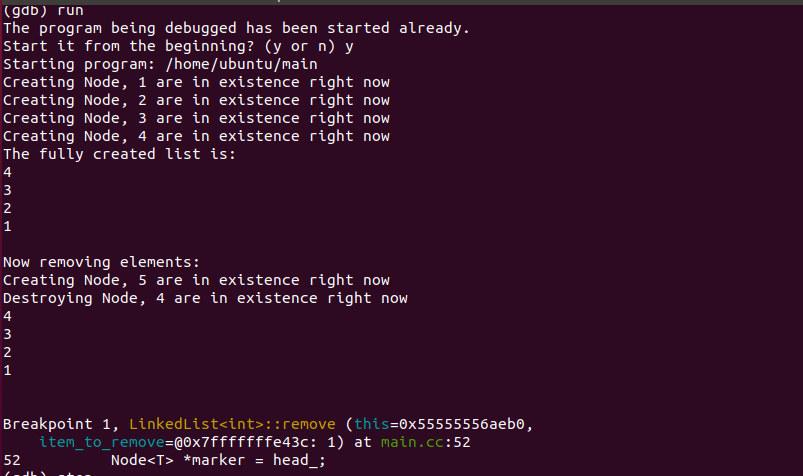 (gdb) run
The program being debugged has been started already.
Start it from the beginning? (y or n) y
Starting program: /home/ubuntu/main
Creating Node, 1 are in existence right now
Creating Node, 2 are in existence right now
Creating Node, 3 are in existence right now
Creating Node, 4 are in existence right now
The fully created list is:
4
3
2
1
Now removing elements:
Creating Node, 5 are in existence right now
Destroying Node, 4 are in existence right now
4
3
2
1
Breakpoint 1, LinkedList<int>::remove (this=0x55555556aeb0,
item_to_remove=@0x7fffffffe43c: 1) at main.cc:52
52 Node<T> *marker = head_;
(gdb)